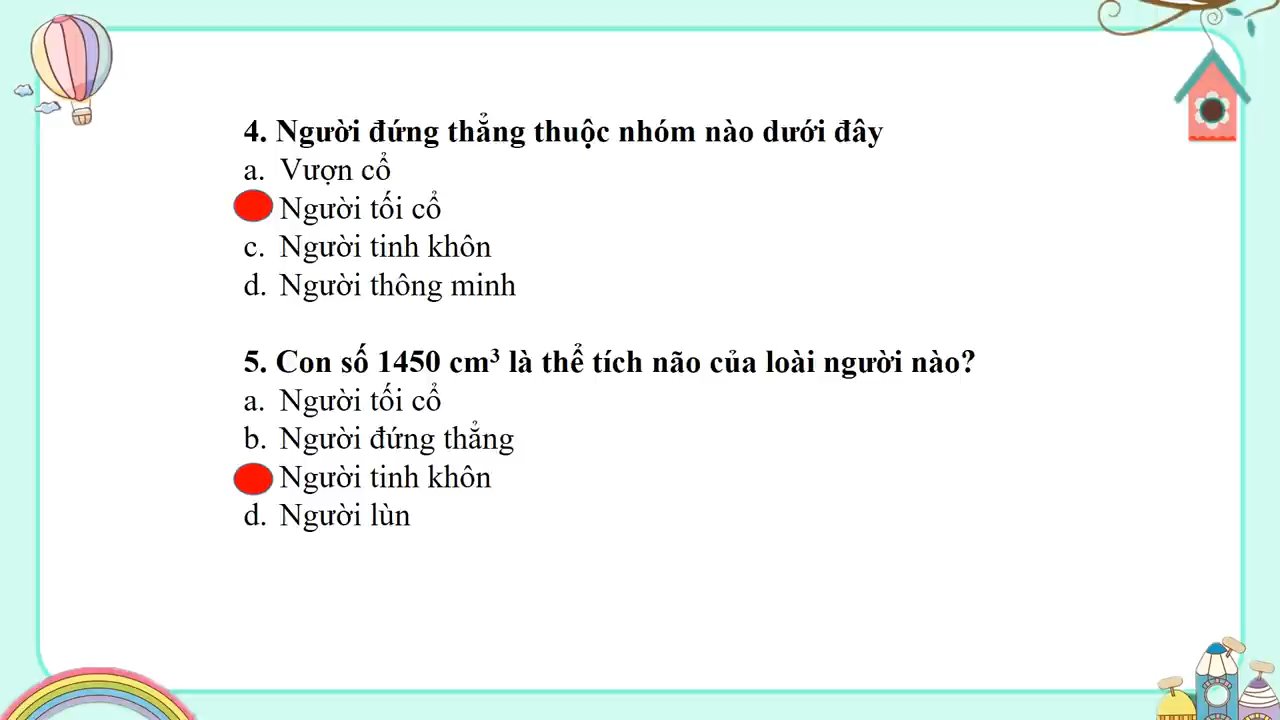 4. Người đứng thẳng thuộc nhóm nào dưới đây
a. Vượn cổ
Người tối cổ
c. Người tinh khôn
d. Người thông minh
5. Con số 1450 cm³ là thể tích não của loài người nào?
a. Người tối cổ
b. Người đứng thẳng
Người tinh khôn
d. Người lùn